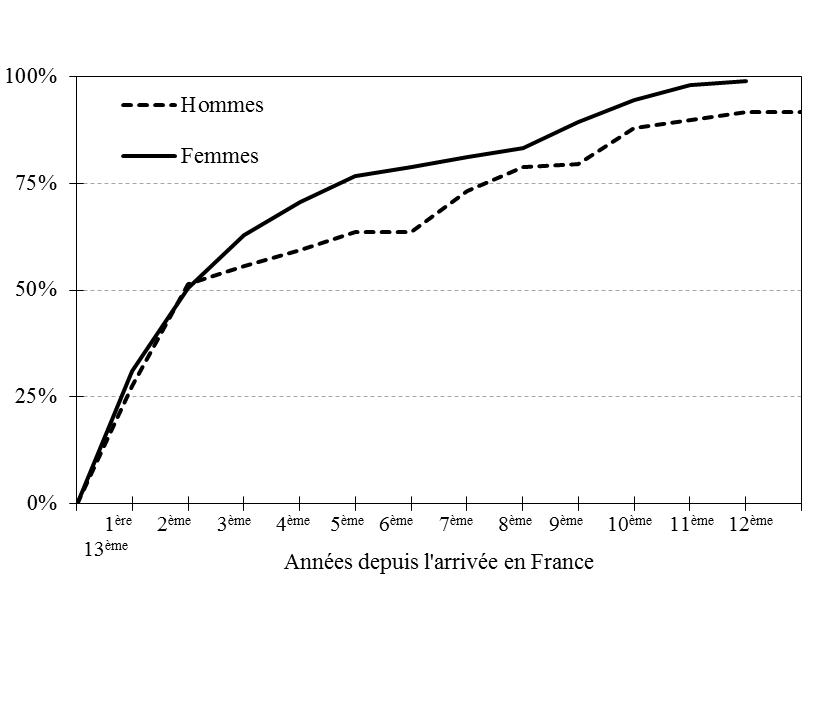 100%
Hommes
Femmes
75%
50%
25%
0%
1ère 2ème 3ème 4ème 5ème 6ème 7ème 8ème 9ème 10ème 11ème 12ème
13ème
Années depuis l'arrivée en France